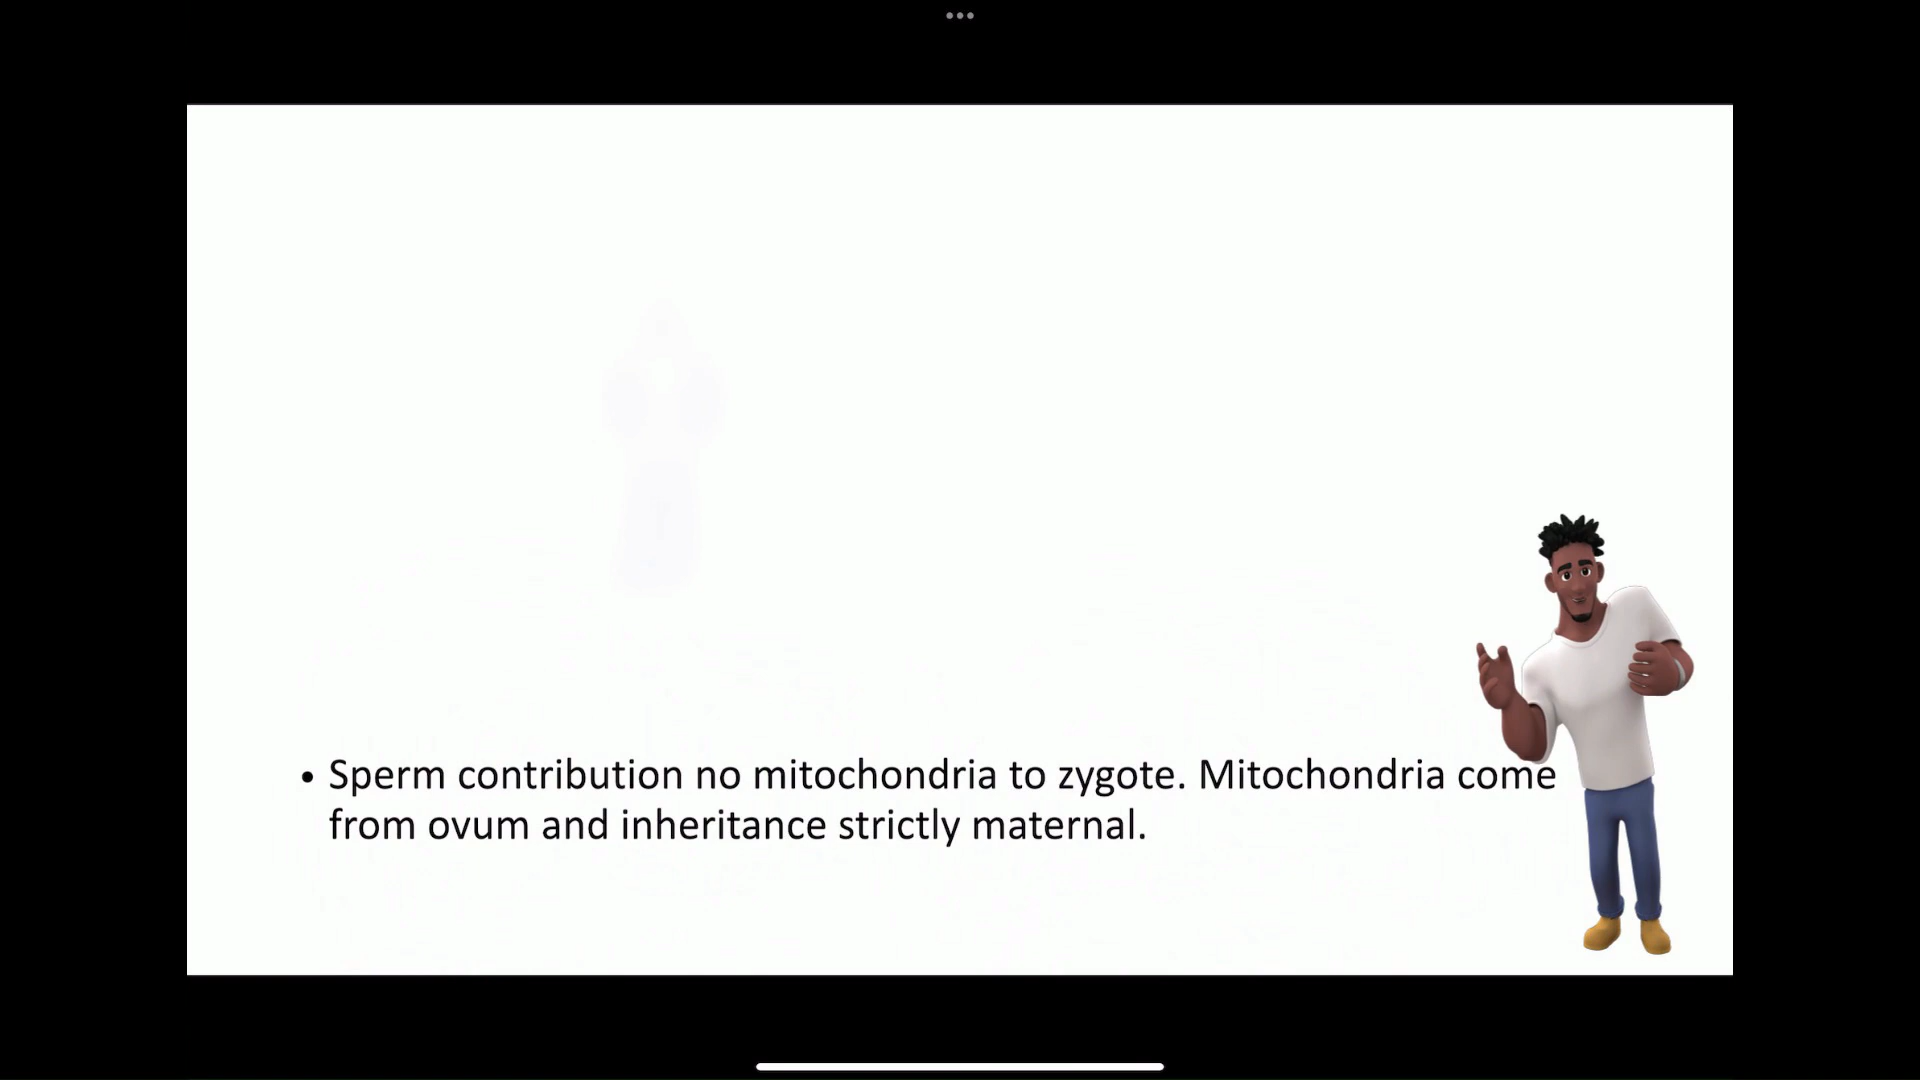 • Sperm contribution no mitochondria to zygote. Mitochondria come
from ovum and inheritance strictly maternal.